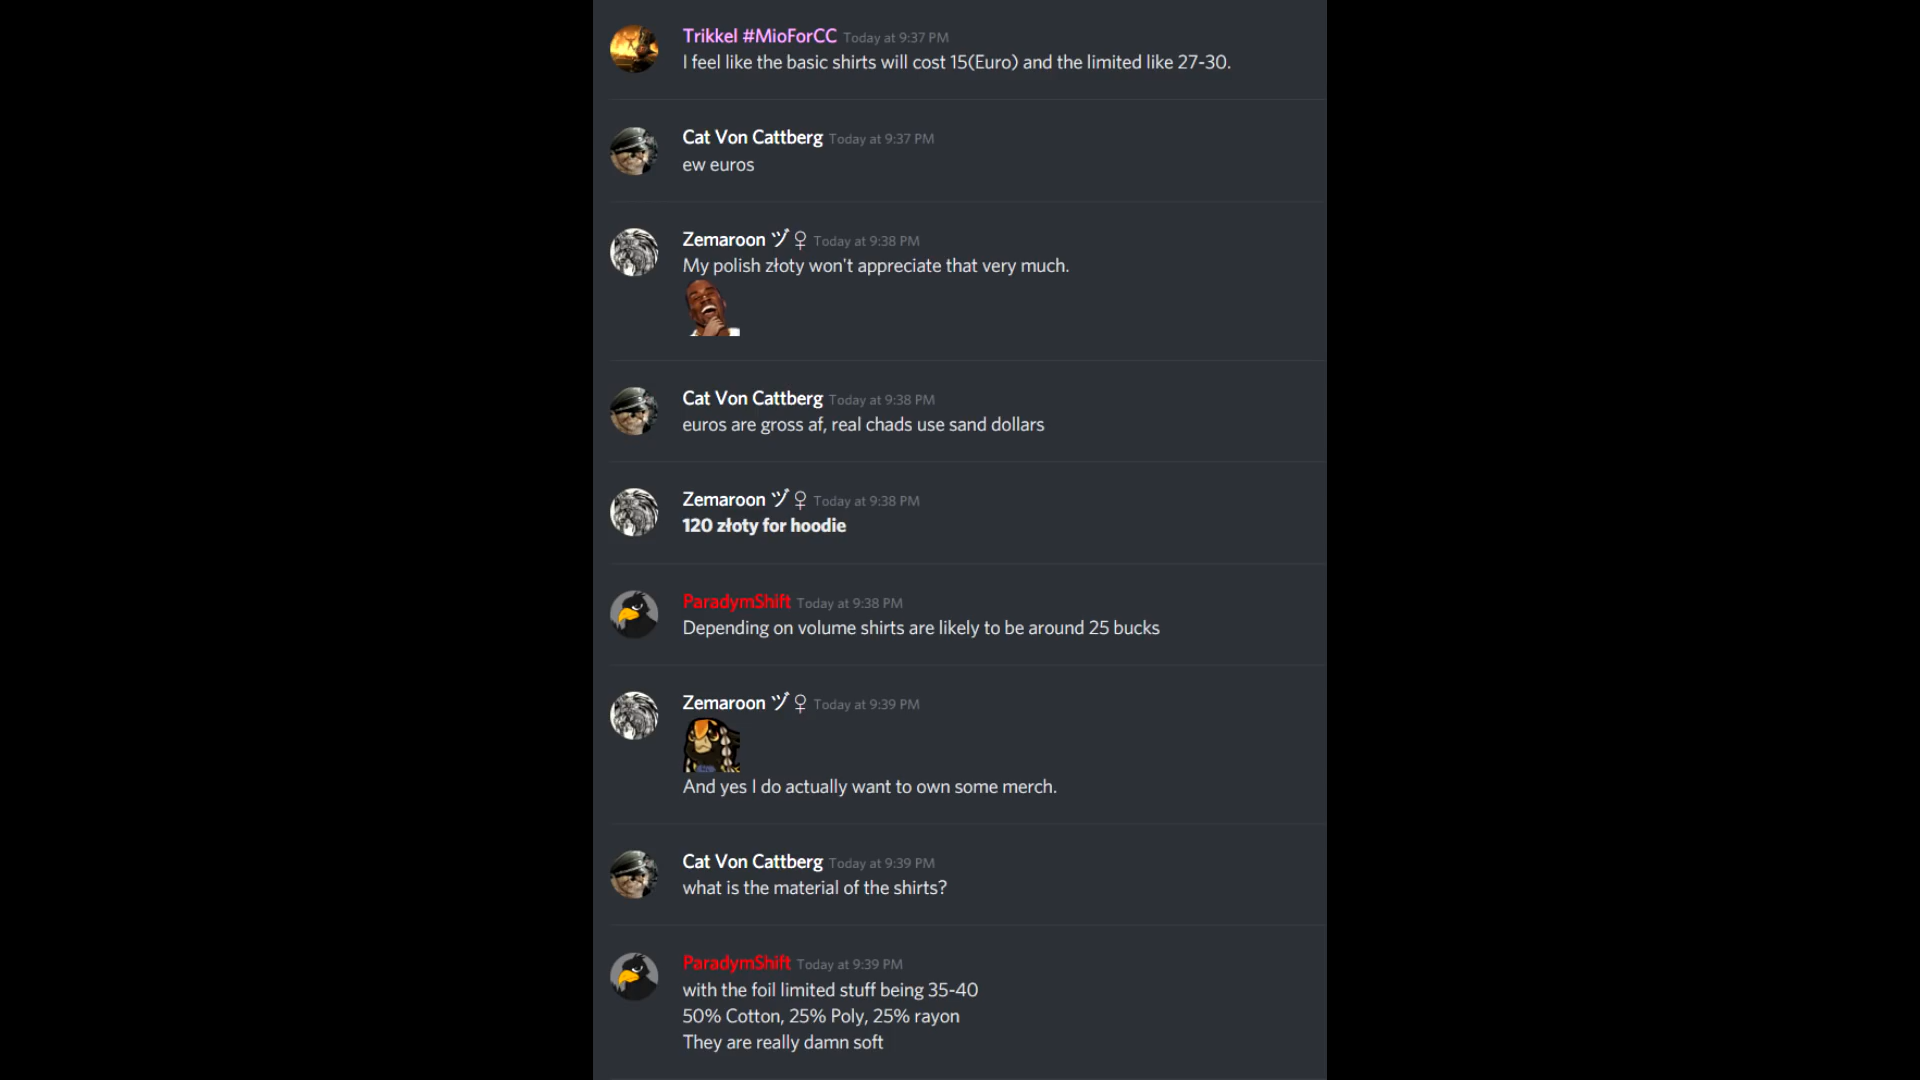 Trikkel #MioForCC Today at 9:37 PM
I feel like the basic shirts will cost 15(Euro) and the limited like 27-30.
Cat Von Cattberg Today at 9:37 PM
ew euros
Zemaroon ヅ♀ Today at 9:38 PM
My polish złoty won't appreciate that very much.
Cat Von Cattberg Today at 9:38 PM
euros are gross af, real chads use sand dollars
Zemaroon ヅ♀ Today at 9:38 PM
120 złoty for hoodie
ParadymShift Today at 9:38 PM
Depending on volume shirts are likely to be around 25 bucks
Zemaroon ヅ♀ Today at 9:39 PM
And yes I do actually want to own some merch.
Cat Von Cattberg Today at 9:39 PM
what is the material of the shirts?
ParadymShift Today at 9:39 PM
with the foil limited stuff being 35-40
50% Cotton, 25% Poly, 25% rayon
They are really damn soft